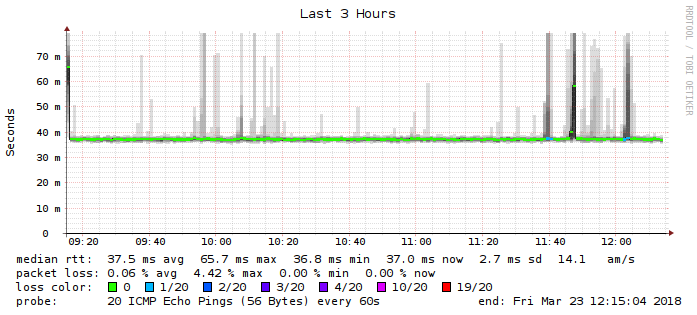 Last 3 Hours
RRDTOOL / TOBI OETIKER
Seconds
70 m
60 m
50 m
40 m
30 m
20 m
10 m
0
09:20 09:40 10:00 10:20 10:40 11:00 11:20 11:40 12:00
median rtt: 37.5 ms avg 65.7 ms max 36.8 ms min 37.0 ms now 2.7 ms sd 14.1 am/s
packet loss: 0.06 % avg 4.42 % max 0.00 % min 0.00 % now
loss color: 0 1/20 2/20 3/20 4/20 10/20 19/20
probe: 20 ICMP Echo Pings (56 Bytes) every 60s end: Fri Mar 23 12:15:04 2018